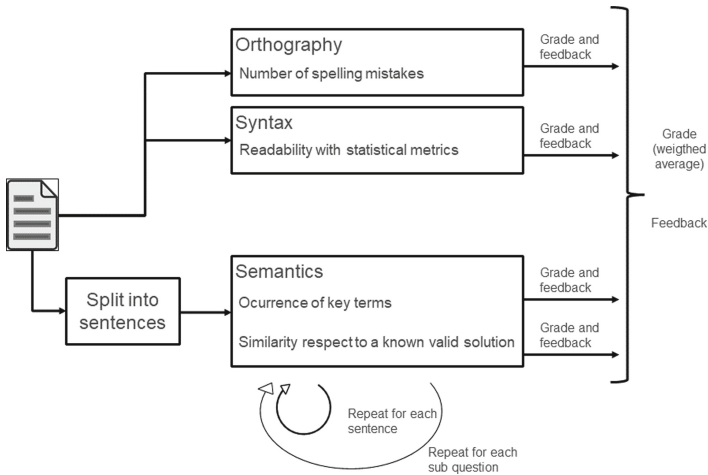 Orthography
Number of spelling mistakes
Grade and
feedback
Syntax
Readability with statistical metrics
Grade and
feedback
Grade
(weigthed
average)
Feedback
Split into
sentences
Semantics
Ocurrence of key terms
Similarity respect to a known valid solution
Grade and
feedback
Grade and
feedback
Repeat for each
sentence
Repeat for each
sub question